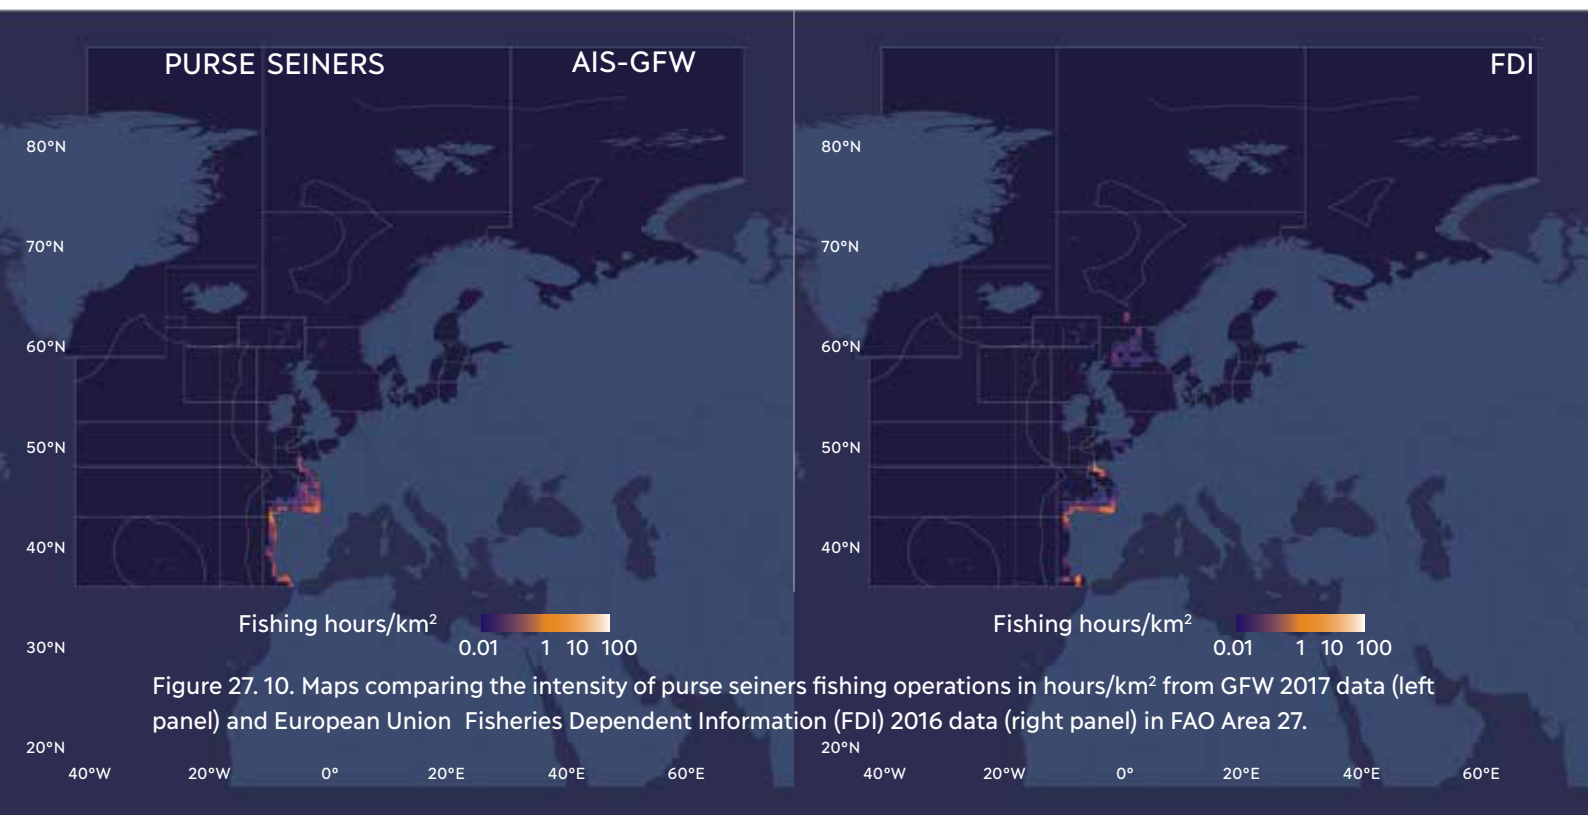 PURSE SEINERS
AIS-GFW
FDI
80°N
70°N
60°N
50°N
40°N
30°N
20°N
80°N
70°N
60°N
50°N
40°N
20°N
Fishing hours/km²
0.01 1 10 100
Fishing hours/km²
0.01 1 10 100
Figure 27. 10. Maps comparing the intensity of purse seiners fishing operations in hours/km² from GFW 2017 data (left
panel) and European Union Fisheries Dependent Information (FDI) 2016 data (right panel) in FAO Area 27.
40°W 20°W 0° 20°E 40°E 60°E
40°W 20°W 0° 20°E 40°E 60°E